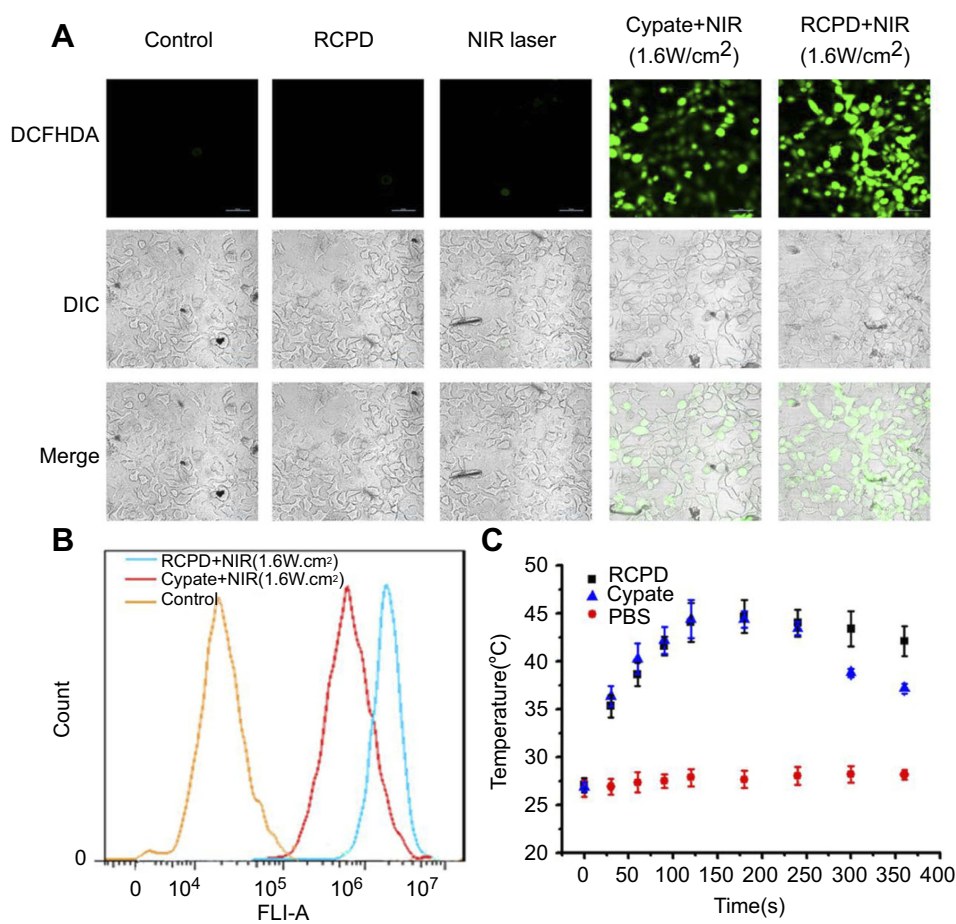 A
Control
RCPD
NIR laser
Cypate+NIR
(1.6W/cm²)
RCPD+NIR
(1.6W/cm²)
DCFHDA
DIC
Merge
B
RCPD+NIR(1.6W.cm²)
Cypate+NIR(1.6W.cm²)
Control
Count
0
0 10⁴ 10⁵ 10⁶ 10⁷
FLI-A
C
50
45
40
35
30
25
20
RCPD
Cypate
PBS
Temperature(°C)
0 50 100 150 200 250 300 350 400
Time(s)